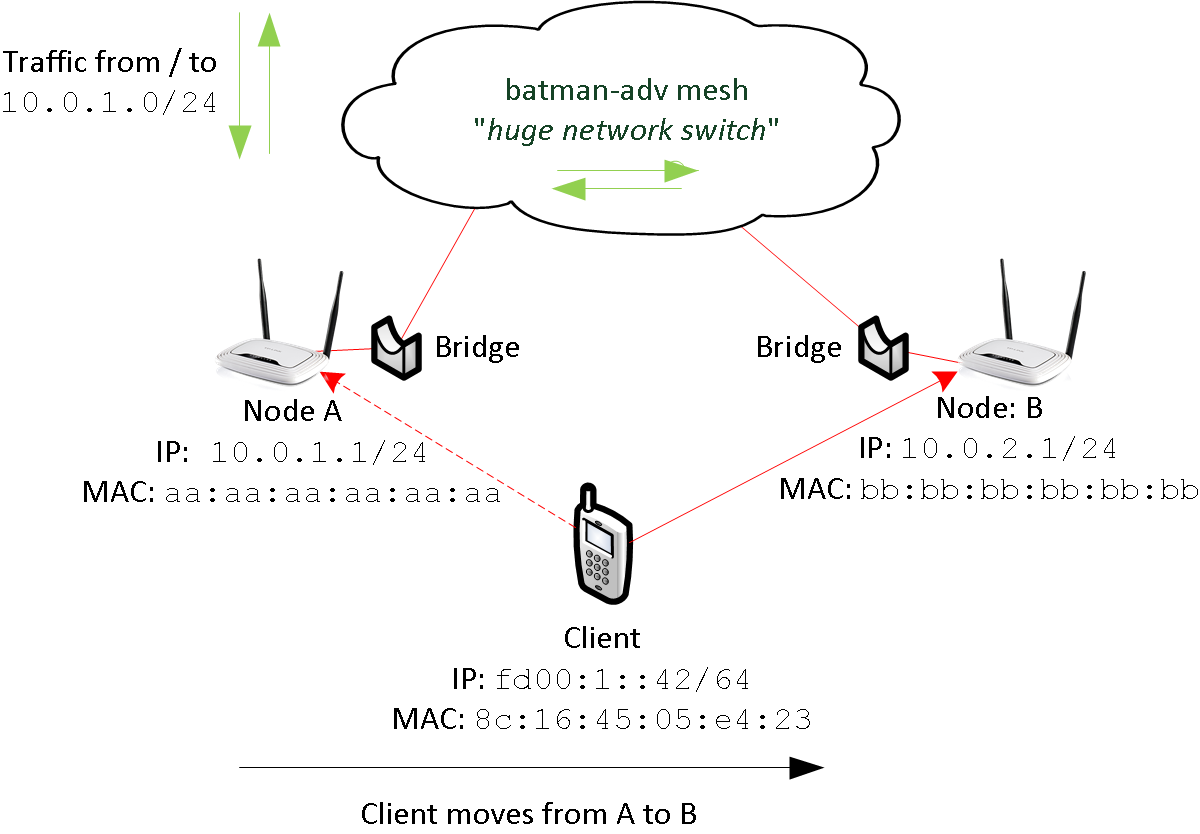 Traffic from / to
10.0.1.0/24
batman-adv mesh
"huge network switch"
Bridge
Bridge
Node A
IP: 10.0.1.1/24
MAC: aa:aa:aa:aa:aa:aa
Node: B
IP: 10.0.2.1/24
MAC: bb:bb:bb:bb:bb:bb
Client
IP: fd00:1::42/64
MAC: 8c:16:45:05:e4:23
Client moves from A to B